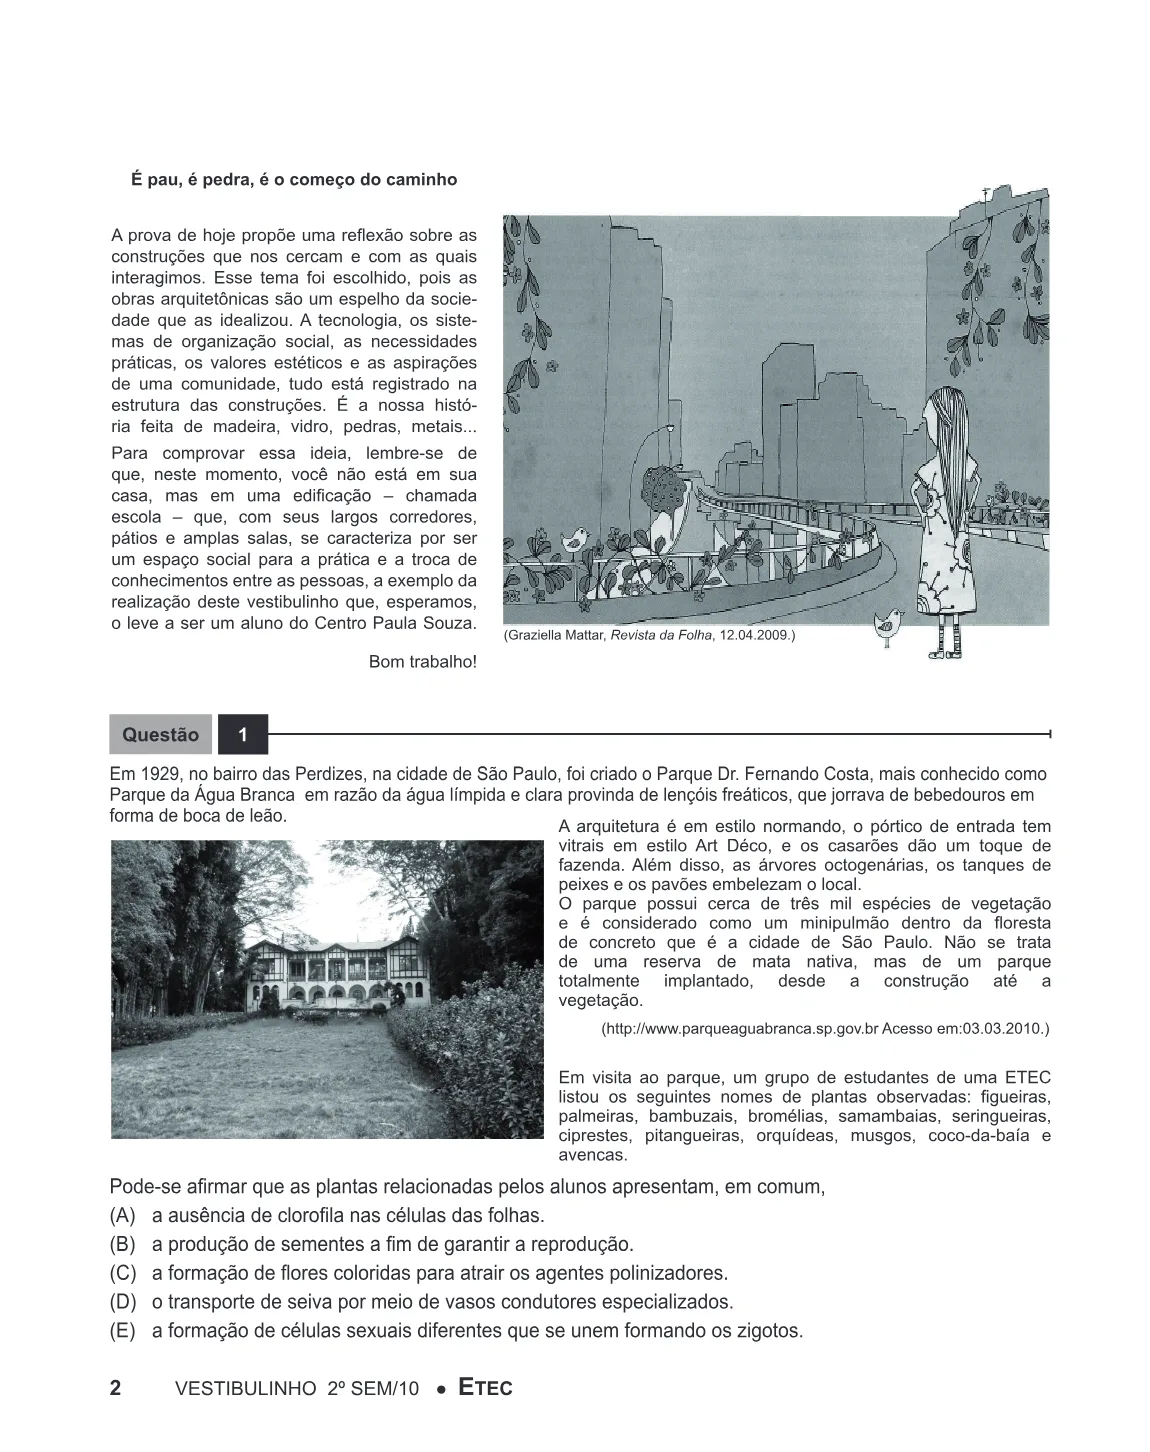 É pau, é pedra, é o começo do caminho
A prova de hoje propõe uma reflexão sobre as
construções que nos cercam e com as quais
interagimos. Esse tema foi escolhido, pois as
obras arquitetônicas são um espelho da socie-
dade que as idealizou. A tecnologia, os siste-
mas de organização social, as necessidades
práticas, os valores estéticos e as aspirações
de uma comunidade, tudo está registrado na
estrutura das construções. É a nossa histó-
ria feita de madeira, vidro, pedras, metais...
Para comprovar essa ideia, lembre-se de
que, neste momento, você não está em sua
casa, mas em uma edificação – chamada
escola – que, com seus largos corredores,
pátios e amplas salas, se caracteriza por ser
um espaço social para a prática e a troca de
conhecimentos entre as pessoas, a exemplo da
realização deste vestibulinho que, esperamos,
o leve a ser um aluno do Centro Paula Souza.
Bom trabalho!
(Graziella Mattar, Revista da Folha, 12.04.2009.)
Questão 1
Em 1929, no bairro das Perdizes, na cidade de São Paulo, foi criado o Parque Dr. Fernando Costa, mais conhecido como
Parque da Água Branca em razão da água límpida e clara provinda de lençóis freáticos, que jorrava de bebedouros em
forma de boca de leão.
A arquitetura é em estilo normando, o pórtico de entrada tem
vitrais em estilo Art Déco, e os casarões dão um toque de
fazenda. Além disso, as árvores octogenárias, os tanques de
peixes e os pavões embelezam o local.
O parque possui cerca de três mil espécies de vegetação
e é considerado como um minipulmão dentro da floresta
de concreto que é a cidade de São Paulo. Não se trata
de uma reserva de mata nativa, mas de um parque
totalmente implantado, desde a construção até a
vegetação.
(http://www.parqueaguabranca.sp.gov.br Acesso em:03.03.2010.)
Em visita ao parque, um grupo de estudantes de uma ETEC
listou os seguintes nomes de plantas observadas: figueiras,
palmeiras, bambuzais, bromélias, samambaias, seringueiras,
ciprestes, pitangueiras, orquídeas, musgos, coco-da-baía e
avencas.
Pode-se afirmar que as plantas relacionadas pelos alunos apresentam, em comum,
(A) a ausência de clorofila nas células das folhas.
(B) a produção de sementes a fim de garantir a reprodução.
(C) a formação de flores coloridas para atrair os agentes polinizadores.
(D) o transporte de seiva por meio de vasos condutores especializados.
(E) a formação de células sexuais diferentes que se unem formando os zigotos.
2 VESTIBULINHO 2º SEM/10 • ETEC